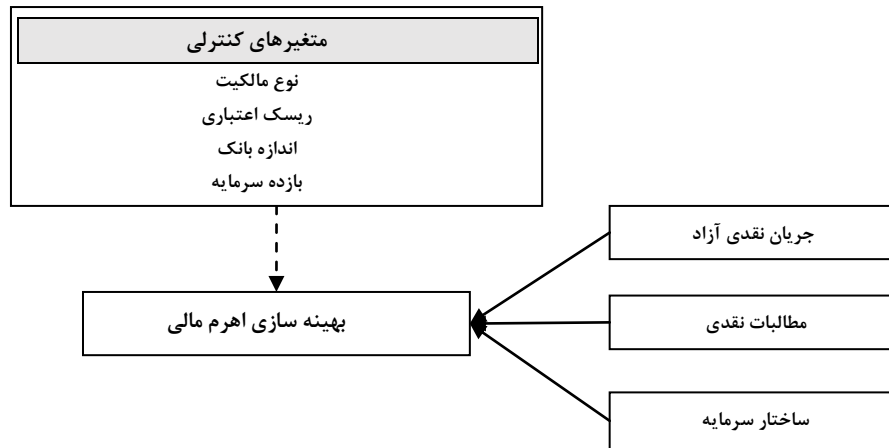 متغیرهای کنترلی
نوع مالکیت
ریسک اعتباری
اندازه بانک
بازده سرمایه
جریان نقدی آزاد
بهینه سازی اهرم مالی
مطالبات نقدی
ساختار سرمایه